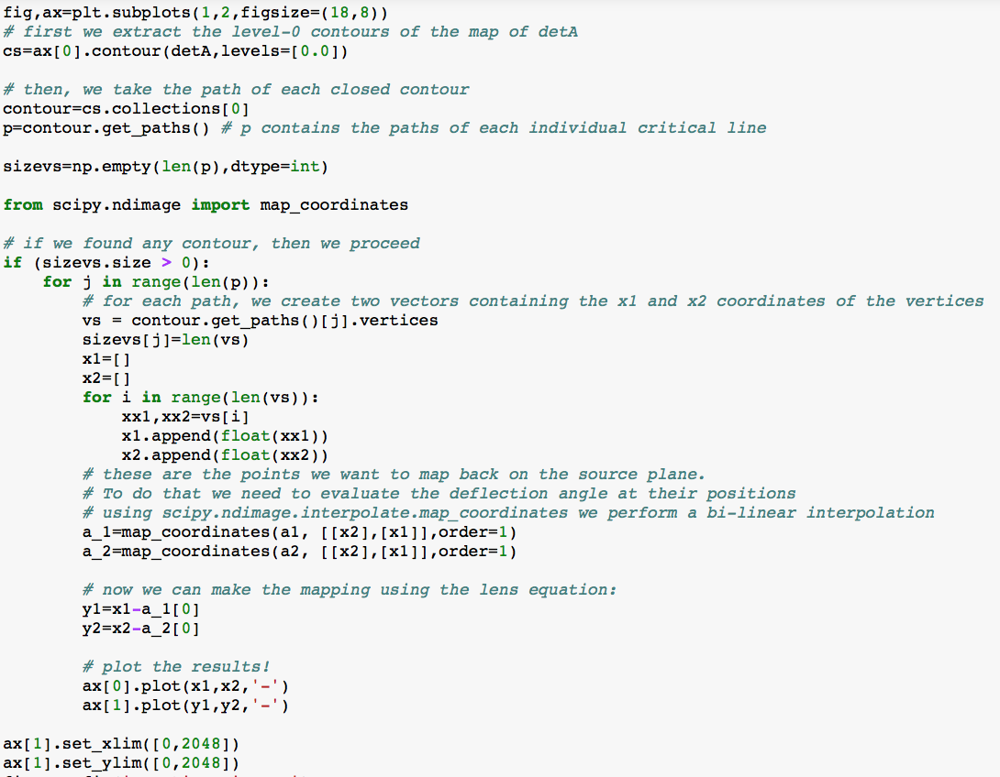 fig,ax=plt.subplots(1,2,figsize=(18,8))
# first we extract the level-0 contours of the map of detA
cs=ax[0].contour(detA,levels=[0.0])
# then, we take the path of each closed contour
contour=cs.collections[0]
p=contour.get_paths() # p contains the paths of each individual critical line
sizevs=np.empty(len(p),dtype=int)
from scipy.ndimage import map_coordinates
# if we found any contour, then we proceed
if (sizevs.size > 0):
    for j in range(len(p)):
        # for each path, we create two vectors containing the x1 and x2 coordinates of the vertices
        vs = contour.get_paths()[j].vertices
        sizevs[j]=len(vs)
        x1=[]
        x2=[]
        for i in range(len(vs)):
            xx1,xx2=vs[i]
            x1.append(float(xx1))
            x2.append(float(xx2))
        # these are the points we want to map back on the source plane.
        # To do that we need to evaluate the deflection angle at their positions
        # using scipy.ndimage.interpolate.map_coordinates we perform a bi-linear interpolation
        a_1=map_coordinates(a1, [[x2],[x1]],order=1)
        a_2=map_coordinates(a2, [[x2],[x1]],order=1)
        # now we can make the mapping using the lens equation:
        y1=x1-a_1[0]
        y2=x2-a_2[0]
        # plot the results!
        ax[0].plot(x1,x2,'-')
        ax[1].plot(y1,y2,'-')
ax[1].set_xlim([0,2048])
ax[1].set_ylim([0,2048])